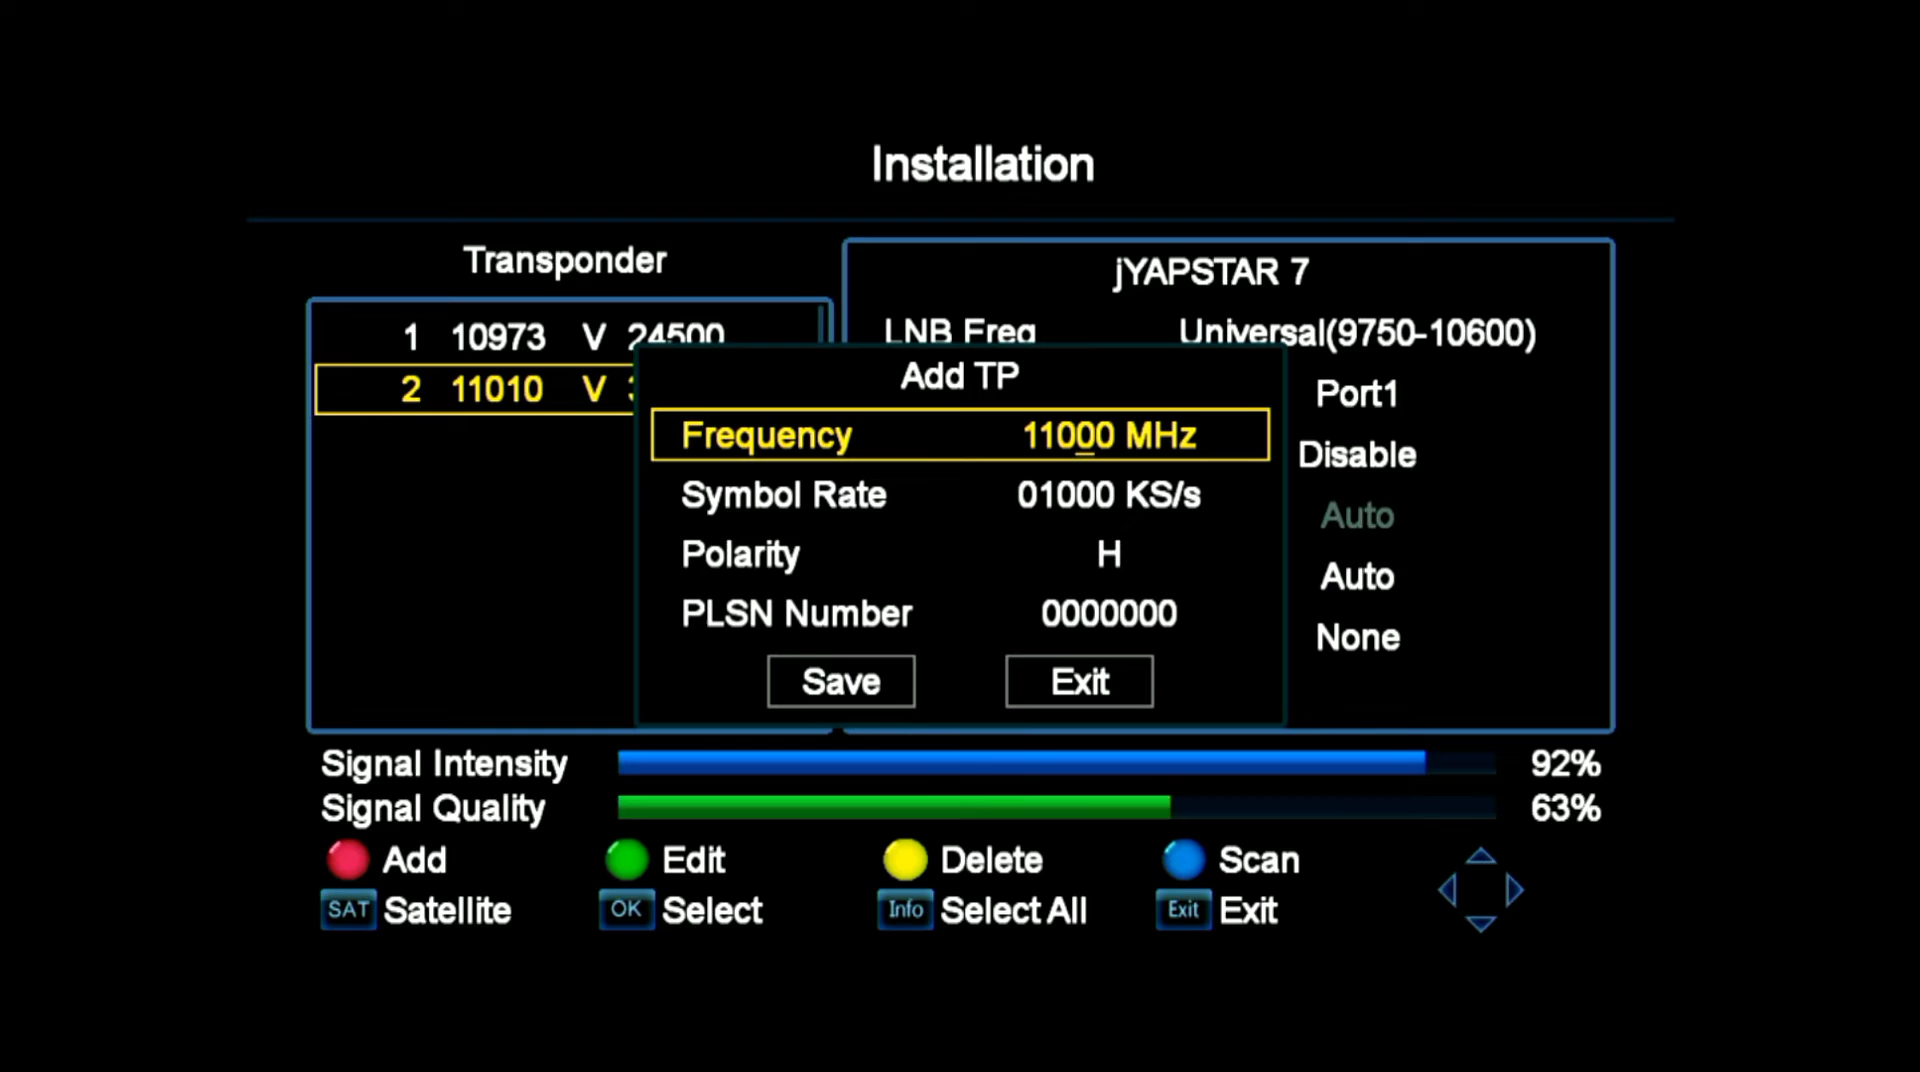 Installation
Transponder
1 10973 V 24500
2 11010 V
jYAPSTAR 7
LNB Freq Universal(9750-10600)
Port1
Disable
Auto
Auto
None
Add TP
Frequency 11000 MHz
Symbol Rate 01000 KS/s
Polarity H
PLSN Number 0000000
Save Exit
Signal Intensity 92%
Signal Quality 63%
Add Edit Delete Scan
SAT Satellite OK Select Info Select All Exit Exit